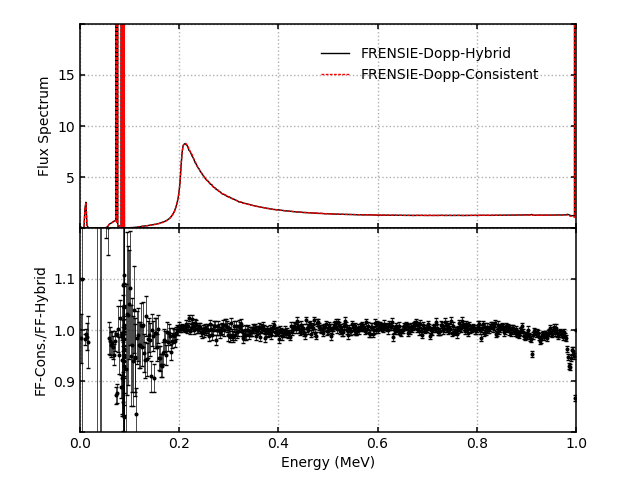 FRENSIE-Dopp-Hybrid
FRENSIE-Dopp-Consistent
15
10
5
Flux Spectrum
1.1
1.0
0.9
FF-Cons./FF-Hybrid
0.0 0.2 0.4 0.6 0.8 1.0
Energy (MeV)